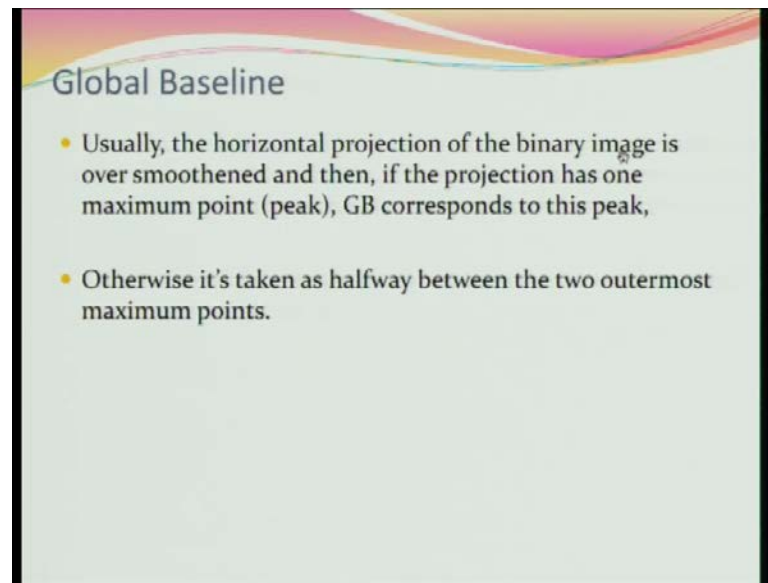 Global Baseline
• Usually, the horizontal projection of the binary image is
over smoothened and then, if the projection has one
maximum point (peak), GB corresponds to this peak,
• Otherwise it's taken as halfway between the two outermost
maximum points.